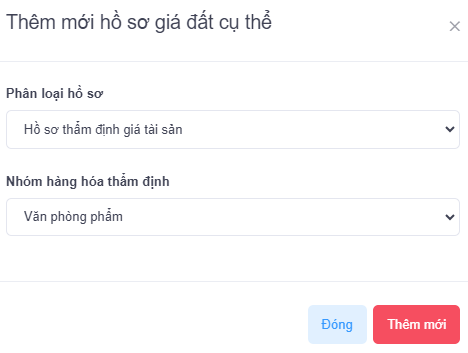 Thêm mới hồ sơ giá đất cụ thể
Phân loại hồ sơ
Hồ sơ thẩm định giá tài sản
Nhóm hàng hóa thẩm định
Văn phòng phẩm
Đóng
Thêm mới